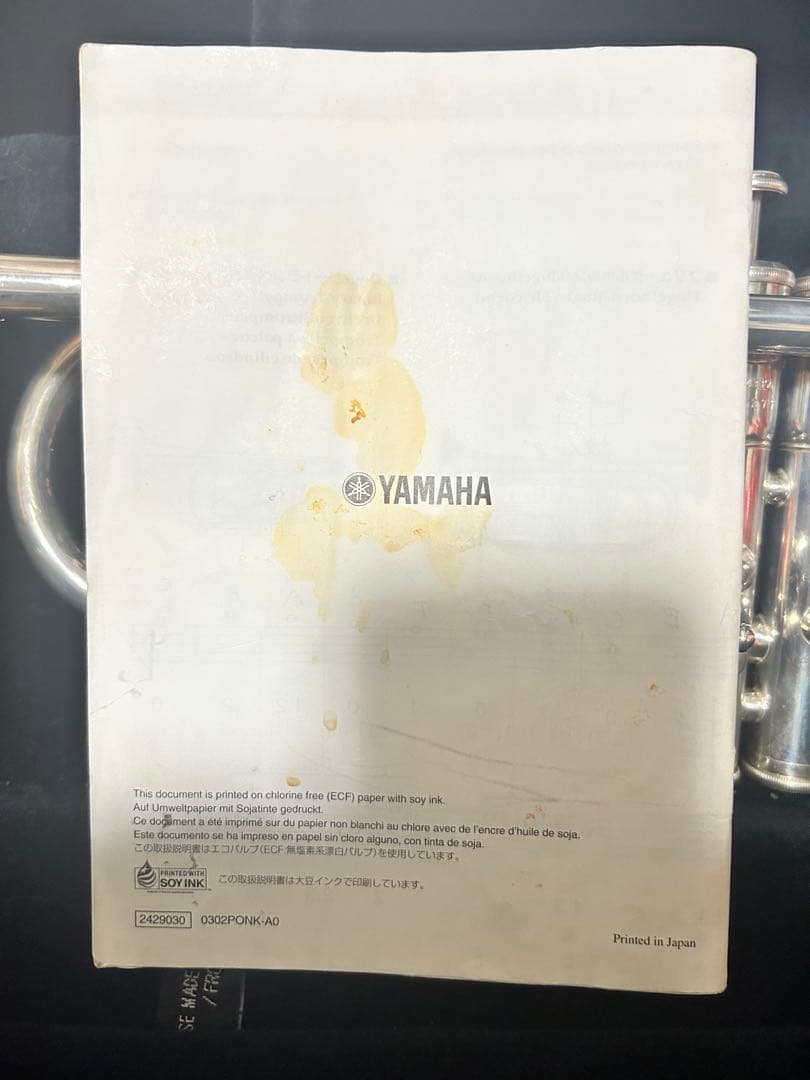 YAMAHA
This document is printed on chlorine free (ECF) paper with soy ink.
Auf Umweltpapier mit Sojatinte gedruckt.
Ce document a été imprimé sur du papier non blanchi au chlore avec de l'encre d'huile de soja.
Este documento se ha impreso en papel sin cloro alguno, con tinta de soja.
この取扱説明書はエコパルプ(ECF:無塩素系漂白パルプ)を使用しています。
PRINTED WITH
SOY INK
この取扱説明書は大豆インクで印刷しています。
2429030 0302PONK-A0
Printed in Japan
SE MADE
/ FRO